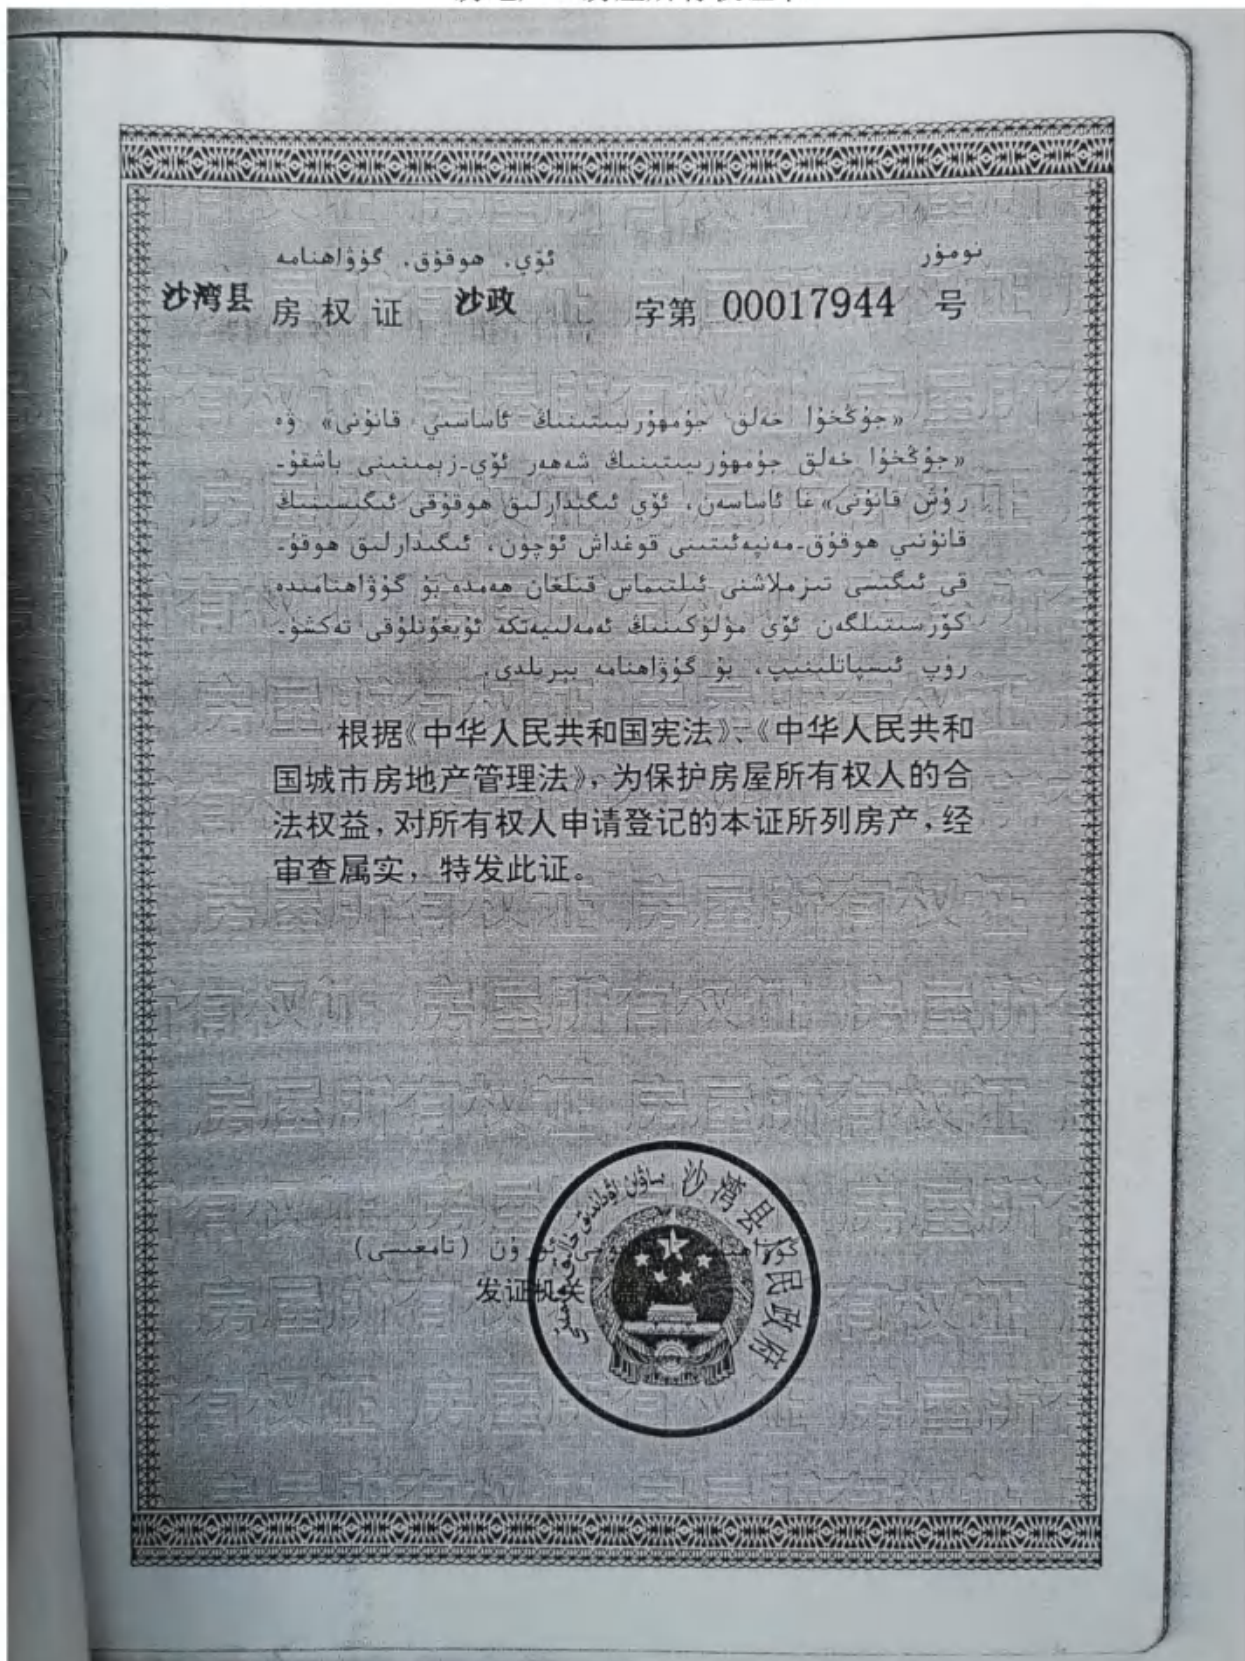 ئۆي. ھوقۇق. گۇۋاھنامە نومۇر
沙湾县 房权证 沙政 字第 00017944 号
«جۇڭخۇا خەلق جۇمھۇرىيىتىنىڭ ئاساسىي قانۇنى» ۋە
«جۇڭخۇا خەلق جۇمھۇرىيىتىنىڭ شەھەر ئۆي-زېمىنىنى باشقۇ-
رۇش قانۇنى»غا ئاساسەن، ئۆي ئىگىدارلىق ھوقۇقى ئىگىسىنىڭ
قانۇنىي ھوقۇق-مەنپەئىتىنى قوغداش ئۈچۈن، ئىگىدارلىق ھوقۇ-
قى ئىگىسى تىزىملاشنى ئىلتىماس قىلغان ھەمدە بۇ گۇۋاھنامىدە
كۆرسىتىلگەن ئۆي مۈلۈكىنىڭ ئەمەلىيەتكە ئۇيغۇنلۇقى تەكشۈ-
رۈپ ئىسپاتلىنىپ، بۇ گۇۋاھنامە بېرىلدى.
根据《中华人民共和国宪法》、《中华人民共和
国城市房地产管理法》，为保护房屋所有权人的合
法权益，对所有权人申请登记的本证所列房产，经
审查属实，特发此证。
沙湾县人民政府
(تامغىسى)
发证机关